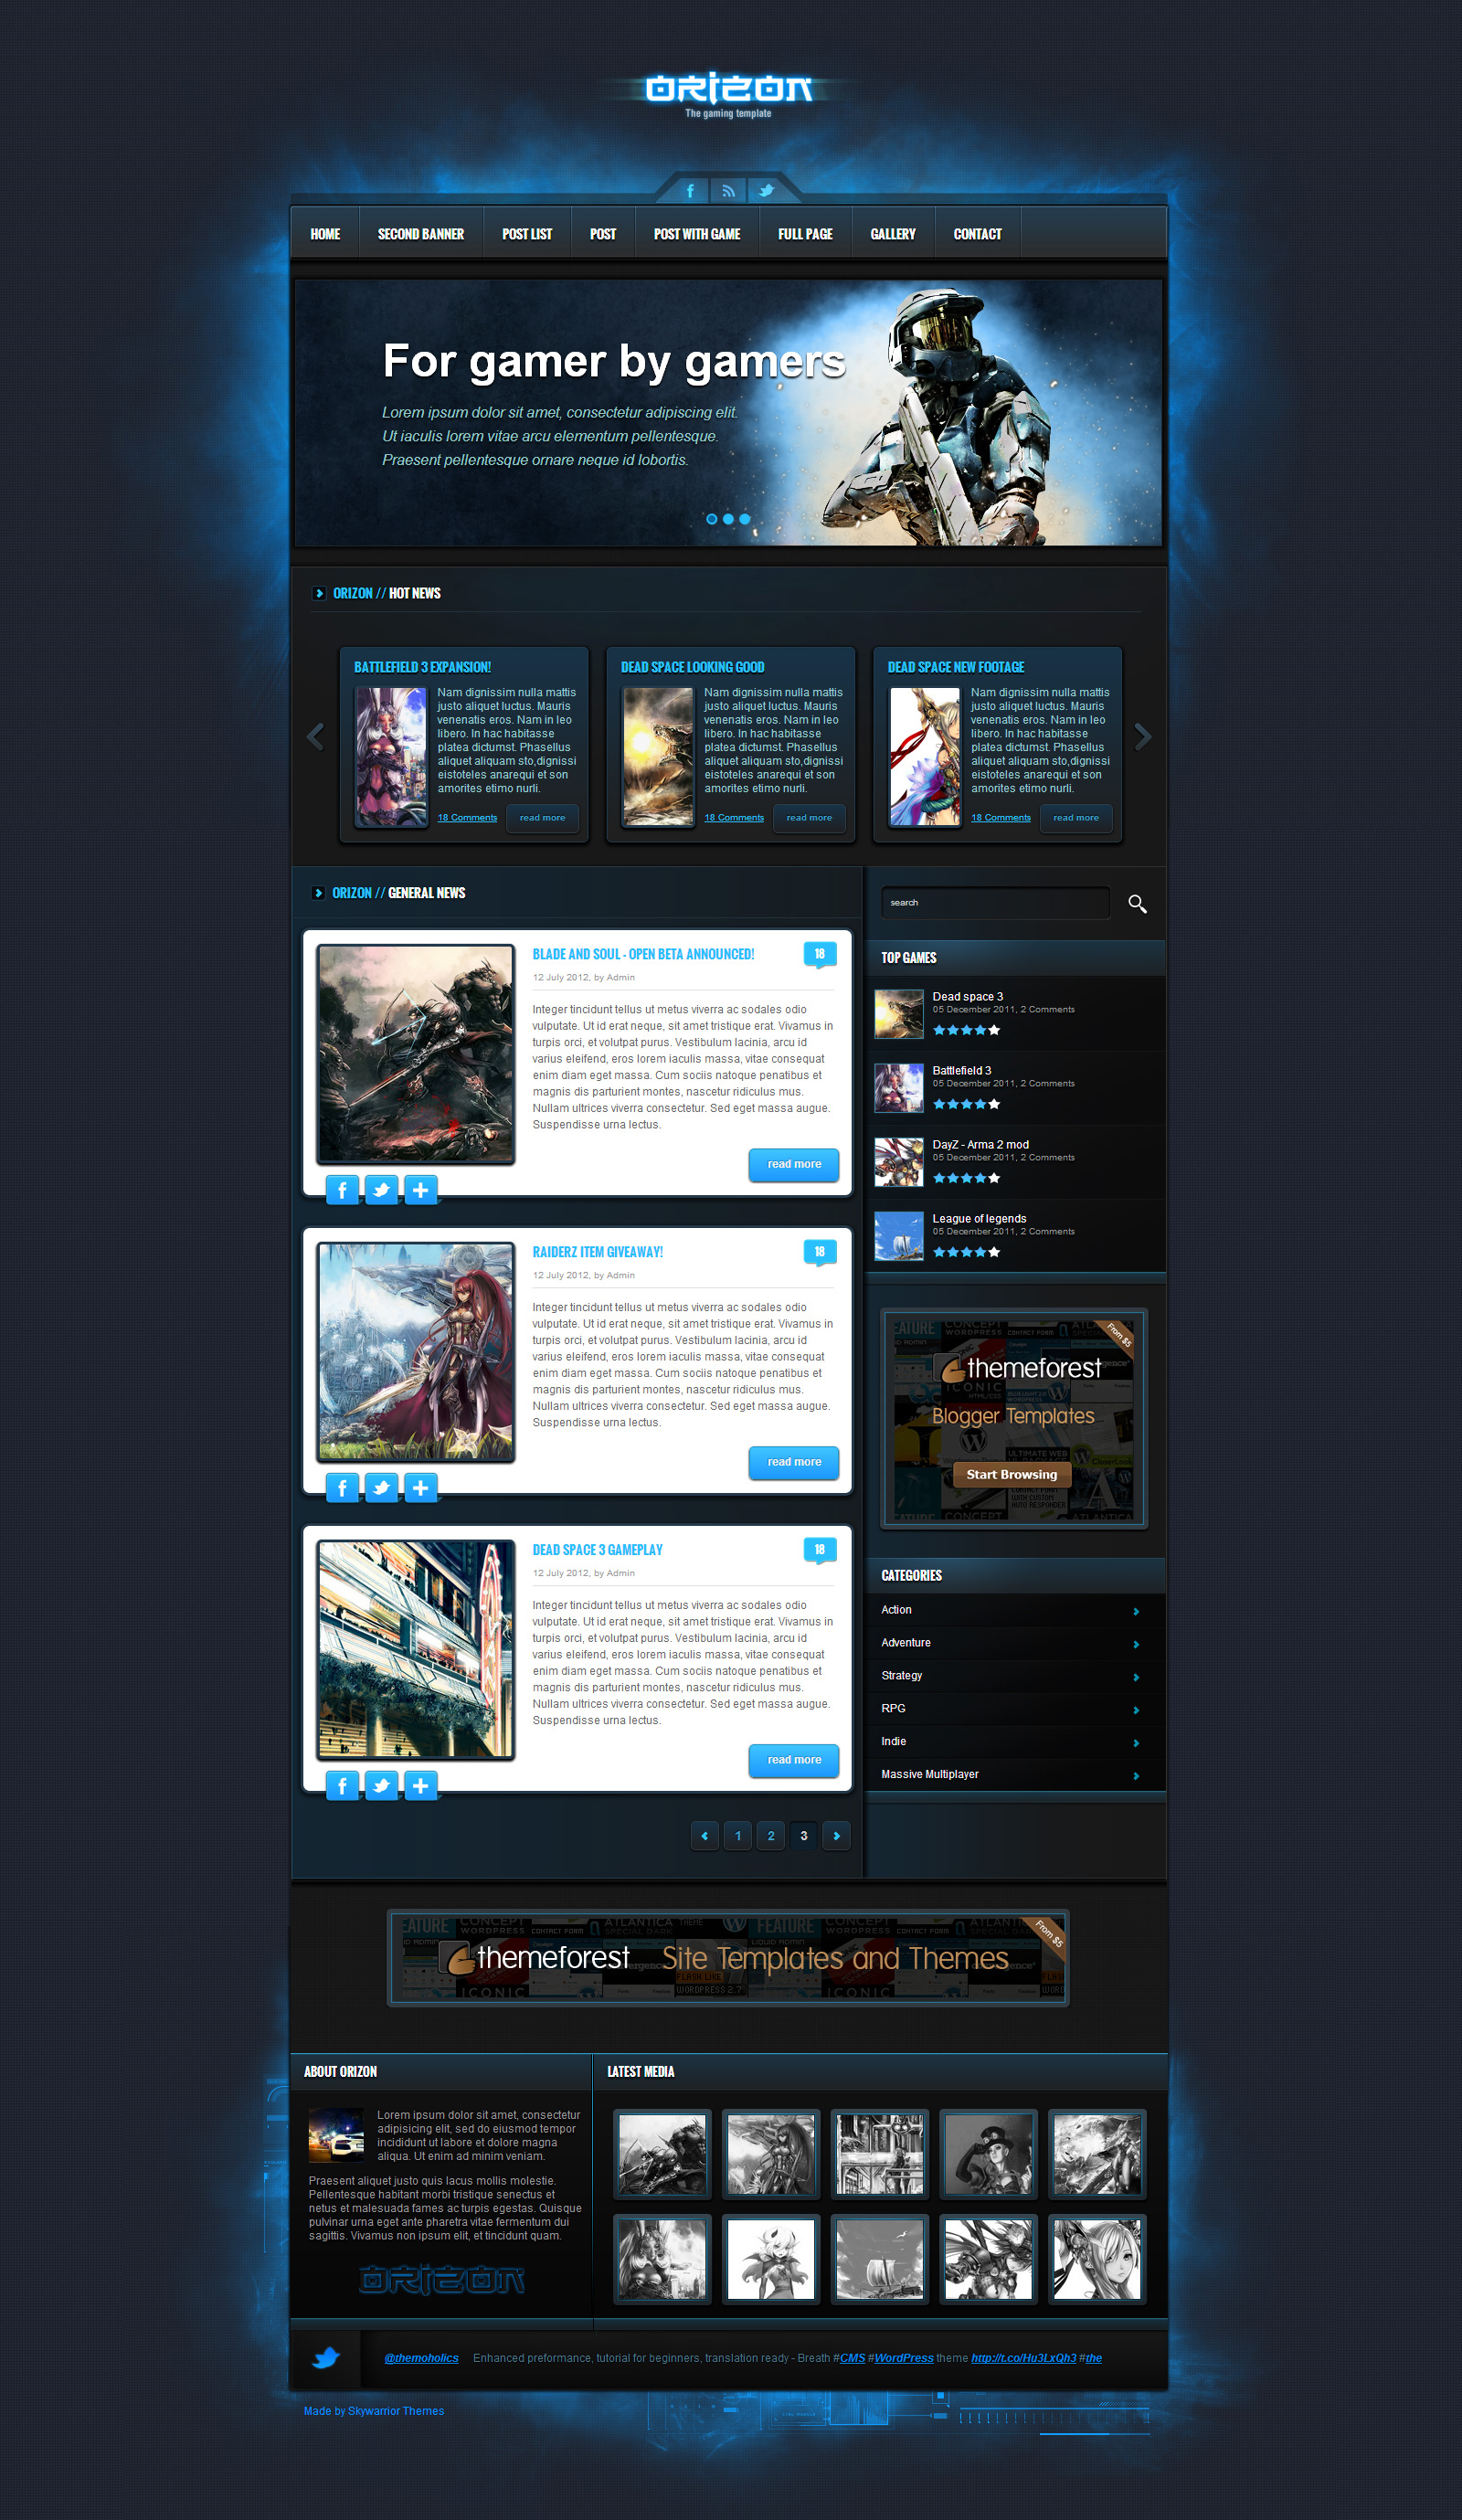 ORIZON
The gaming template
HOME
SECOND BANNER
POST LIST
POST
POST WITH GAME
FULL PAGE
GALLERY
CONTACT
For gamer by gamers
Lorem ipsum dolor sit amet, consectetur adipiscing elit.
Ut iaculis lorem vitae arcu elementum pellentesque.
Praesent pellentesque ornare neque id lobortis.
ORIZON // HOT NEWS
BATTLEFIELD 3 EXPANSION!
Nam dignissim nulla mattis
justo aliquet luctus. Mauris
venenatis eros. Nam in leo
libero. In hac habitasse
platea dictumst. Phasellus
aliquet aliquam sto,dignissi
eistoteles anarequi et son
amorites etimo nurli.
18 Comments
read more
DEAD SPACE LOOKING GOOD
Nam dignissim nulla mattis
justo aliquet luctus. Mauris
venenatis eros. Nam in leo
libero. In hac habitasse
platea dictumst. Phasellus
aliquet aliquam sto,dignissi
eistoteles anarequi et son
amorites etimo nurli.
18 Comments
read more
DEAD SPACE NEW FOOTAGE
Nam dignissim nulla mattis
justo aliquet luctus. Mauris
venenatis eros. Nam in leo
libero. In hac habitasse
platea dictumst. Phasellus
aliquet aliquam sto,dignissi
eistoteles anarequi et son
amorites etimo nurli.
18 Comments
read more
ORIZON // GENERAL NEWS
BLADE AND SOUL - OPEN BETA ANNOUNCED!
18
12 July 2012, by Admin
Integer tincidunt tellus ut metus viverra ac sodales odio
vulputate. Ut id erat neque, sit amet tristique erat. Vivamus in
turpis orci, et volutpat purus. Vestibulum lacinia, arcu id
varius eleifend, eros lorem iaculis massa, vitae consequat
enim diam eget massa. Cum sociis natoque penatibus et
magnis dis parturient montes, nascetur ridiculus mus.
Nullam ultrices viverra consectetur. Sed eget massa augue.
Suspendisse urna lectus.
read more
RAIDERZ ITEM GIVEAWAY!
18
12 July 2012, by Admin
Integer tincidunt tellus ut metus viverra ac sodales odio
vulputate. Ut id erat neque, sit amet tristique erat. Vivamus in
turpis orci, et volutpat purus. Vestibulum lacinia, arcu id
varius eleifend, eros lorem iaculis massa, vitae consequat
enim diam eget massa. Cum sociis natoque penatibus et
magnis dis parturient montes, nascetur ridiculus mus.
Nullam ultrices viverra consectetur. Sed eget massa augue.
Suspendisse urna lectus.
read more
DEAD SPACE 3 GAMEPLAY
18
12 July 2012, by Admin
Integer tincidunt tellus ut metus viverra ac sodales odio
vulputate. Ut id erat neque, sit amet tristique erat. Vivamus in
turpis orci, et volutpat purus. Vestibulum lacinia, arcu id
varius eleifend, eros lorem iaculis massa, vitae consequat
enim diam eget massa. Cum sociis natoque penatibus et
magnis dis parturient montes, nascetur ridiculus mus.
Nullam ultrices viverra consectetur. Sed eget massa augue.
Suspendisse urna lectus.
read more
1 2 3
search
TOP GAMES
Dead space 3
05 December 2011, 2 Comments
Battlefield 3
05 December 2011, 2 Comments
DayZ - Arma 2 mod
05 December 2011, 2 Comments
League of legends
05 December 2011, 2 Comments
From $5
themeforest
Blogger Templates
Start Browsing
CATEGORIES
Action
Adventure
Strategy
RPG
Indie
Massive Multiplayer
themeforest Site Templates and Themes
From $5
ABOUT ORIZON
Lorem ipsum dolor sit amet, consectetur
adipisicing elit, sed do eiusmod tempor
incididunt ut labore et dolore magna
aliqua. Ut enim ad minim veniam.
Praesent aliquet justo quis lacus mollis molestie.
Pellentesque habitant morbi tristique senectus et
netus et malesuada fames ac turpis egestas. Quisque
pulvinar urna eget ante pharetra vitae fermentum dui
sagittis. Vivamus non ipsum elit, et tincidunt quam.
ORIZON
LATEST MEDIA
@themoholics Enhanced preformance, tutorial for beginners, translation ready - Breath #CMS #WordPress theme http://t.co/Hu3LxQh3 #the
Made by Skywarrior Themes